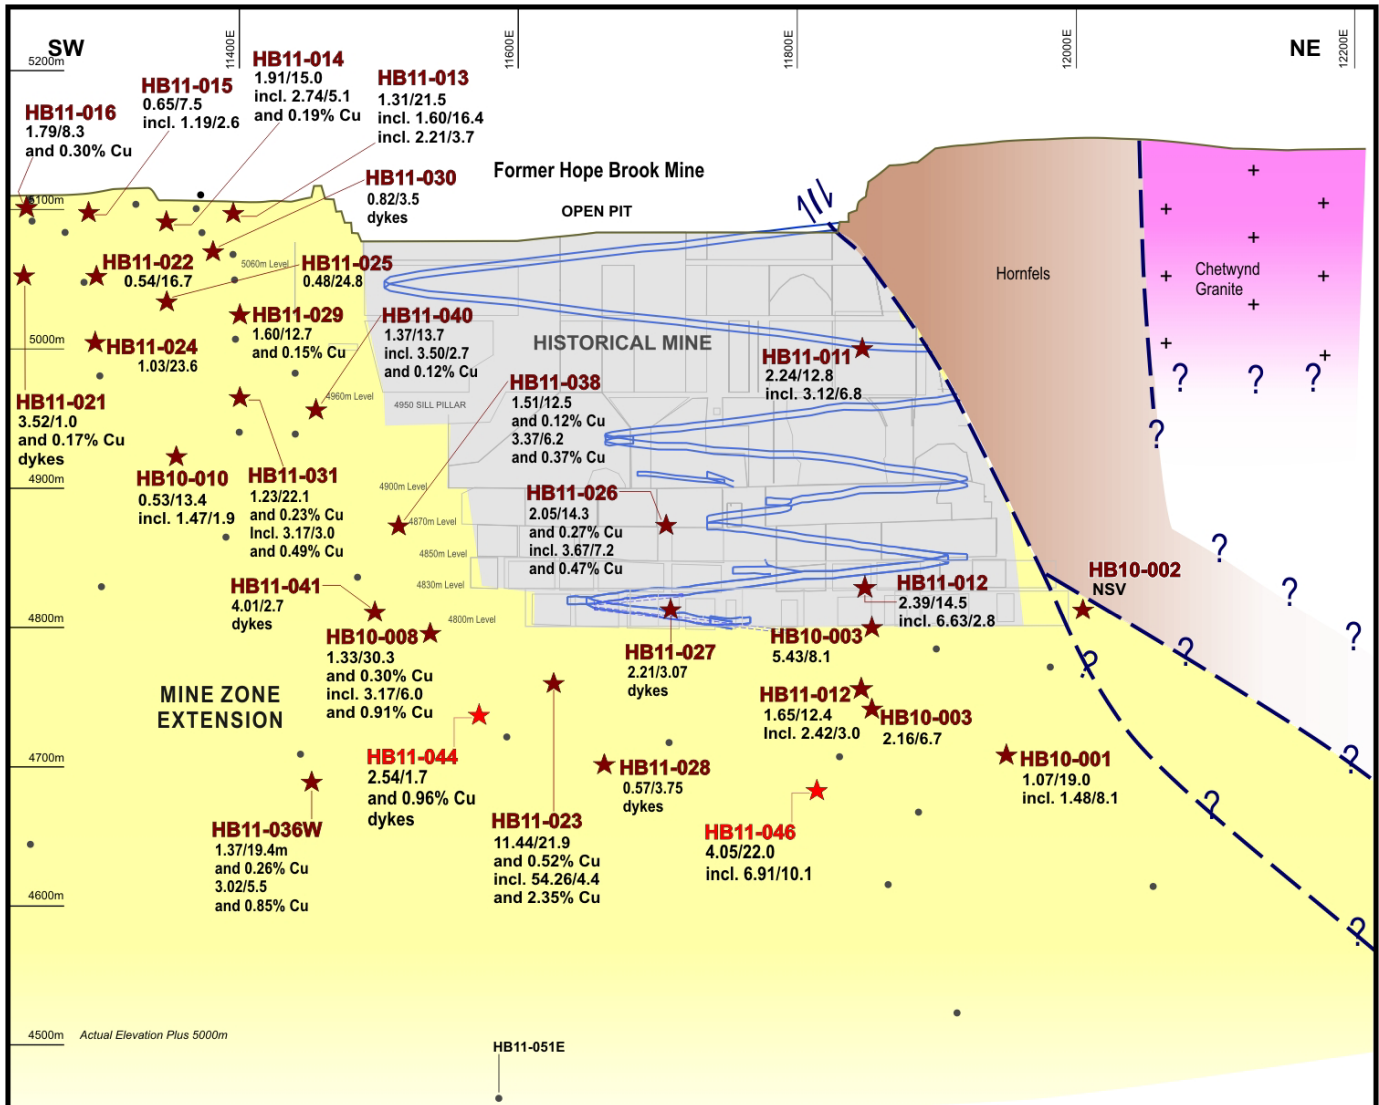 SW
NE
11400E
11600E
11800E
12000E
12200E
5200m
5100m
5000m
4900m
4800m
4700m
4600m
4500m
HB11-016
1.79/8.3
and 0.30% Cu
HB11-015
0.65/7.5
incl. 1.19/2.6
HB11-014
1.91/15.0
incl. 2.74/5.1
and 0.19% Cu
HB11-013
1.31/21.5
incl. 1.60/16.4
incl. 2.21/3.7
HB11-030
0.82/3.5
dykes
Former Hope Brook Mine
OPEN PIT
HB11-022
0.54/16.7
5060m Level
HB11-025
0.48/24.8
HB11-029
1.60/12.7
and 0.15% Cu
HB11-040
1.37/13.7
incl. 3.50/2.7
and 0.12% Cu
HISTORICAL MINE
Hornfels
Chetwynd
Granite
HB11-024
1.03/23.6
HB11-011
2.24/12.8
incl. 3.12/6.8
HB11-021
3.52/1.0
and 0.17% Cu
dykes
4960m Level
4950 SILL PILLAR
HB11-038
1.51/12.5
and 0.12% Cu
3.37/6.2
and 0.37% Cu
HB10-010
0.53/13.4
incl. 1.47/1.9
HB11-031
1.23/22.1
and 0.23% Cu
Incl. 3.17/3.0
and 0.49% Cu
4900m Level
4870m Level
4850m Level
4830m Level
4800m Level
HB11-026
2.05/14.3
and 0.27% Cu
incl. 3.67/7.2
and 0.47% Cu
HB11-041
4.01/2.7
dykes
HB10-008
1.33/30.3
and 0.30% Cu
incl. 3.17/6.0
and 0.91% Cu
HB11-012
2.39/14.5
incl. 6.63/2.8
HB10-002
NSV
HB10-003
5.43/8.1
HB11-027
2.21/3.07
dykes
MINE ZONE
EXTENSION
HB11-012
1.65/12.4
Incl. 2.42/3.0
HB10-003
2.16/6.7
HB11-044
2.54/1.7
and 0.96% Cu
dykes
HB11-028
0.57/3.75
dykes
HB10-001
1.07/19.0
incl. 1.48/8.1
HB11-036W
1.37/19.4m
and 0.26% Cu
3.02/5.5
and 0.85% Cu
HB11-023
11.44/21.9
and 0.52% Cu
incl. 54.26/4.4
and 2.35% Cu
HB11-046
4.05/22.0
incl. 6.91/10.1
Actual Elevation Plus 5000m
HB11-051E
?
?
?
?
?
?
?
?
?
?
?
?